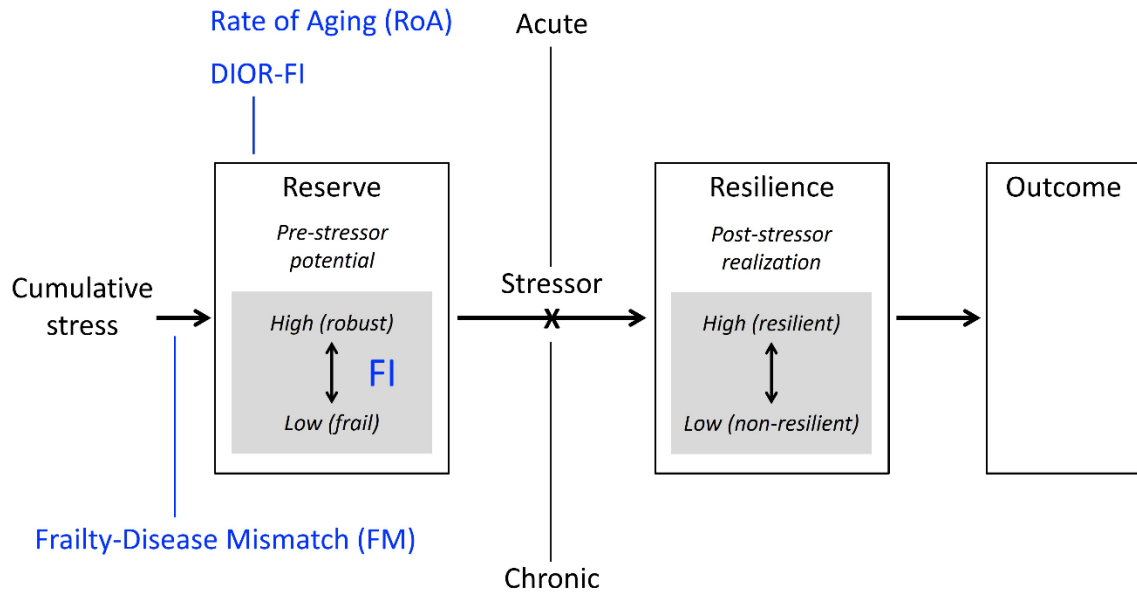 Rate of Aging (RoA)
DIOR-FI
Acute
Reserve
Pre-stressor
potential
High (robust)
FI
Low (frail)
Cumulative
stress
Stressor
X
Resilience
Post-stressor
realization
High (resilient)
Low (non-resilient)
Outcome
Frailty-Disease Mismatch (FM)
Chronic